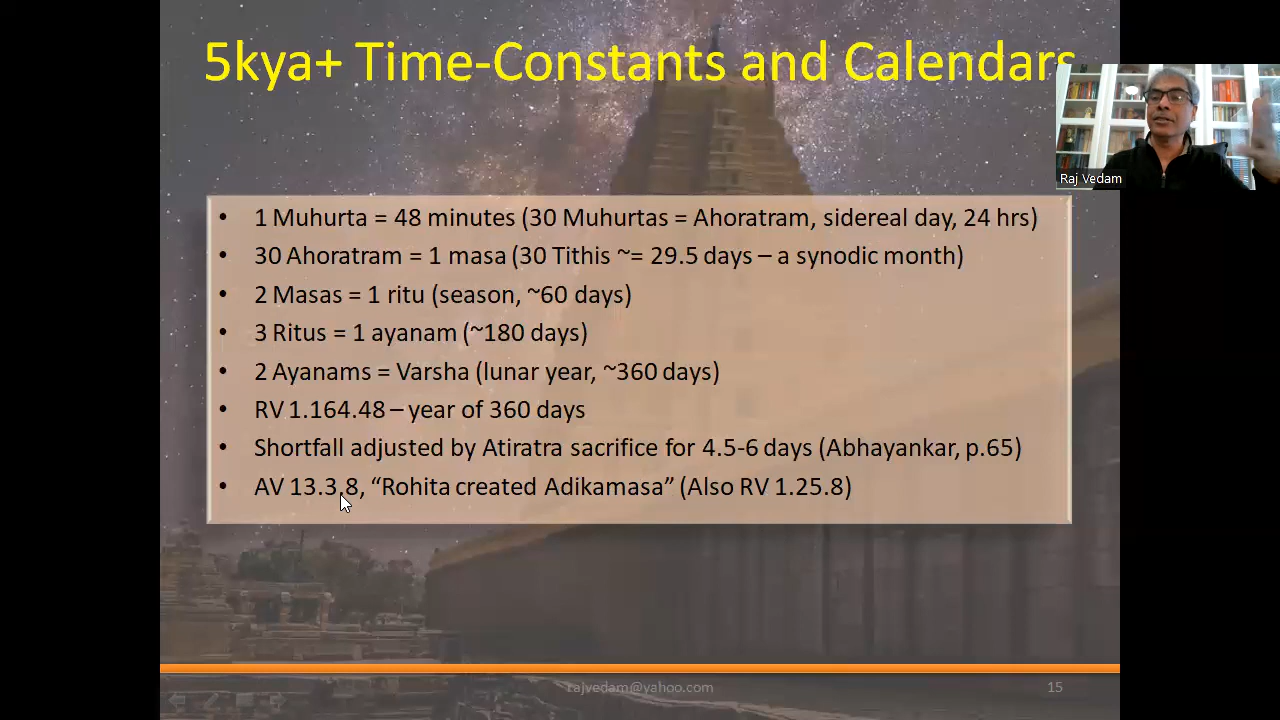 5kya+ Time-Constants and Calendars
Raj Vedam
• 1 Muhurta = 48 minutes (30 Muhurtas = Ahoratram, sidereal day, 24 hrs)
• 30 Ahoratram = 1 masa (30 Tithis ~= 29.5 days – a synodic month)
• 2 Masas = 1 ritu (season, ~60 days)
• 3 Ritus = 1 ayanam (~180 days)
• 2 Ayanams = Varsha (lunar year, ~360 days)
• RV 1.164.48 – year of 360 days
• Shortfall adjusted by Atiratra sacrifice for 4.5-6 days (Abhayankar, p.65)
• AV 13.3.8, “Rohita created Adikamasa” (Also RV 1.25.8)
rajvedam@yahoo.com
15